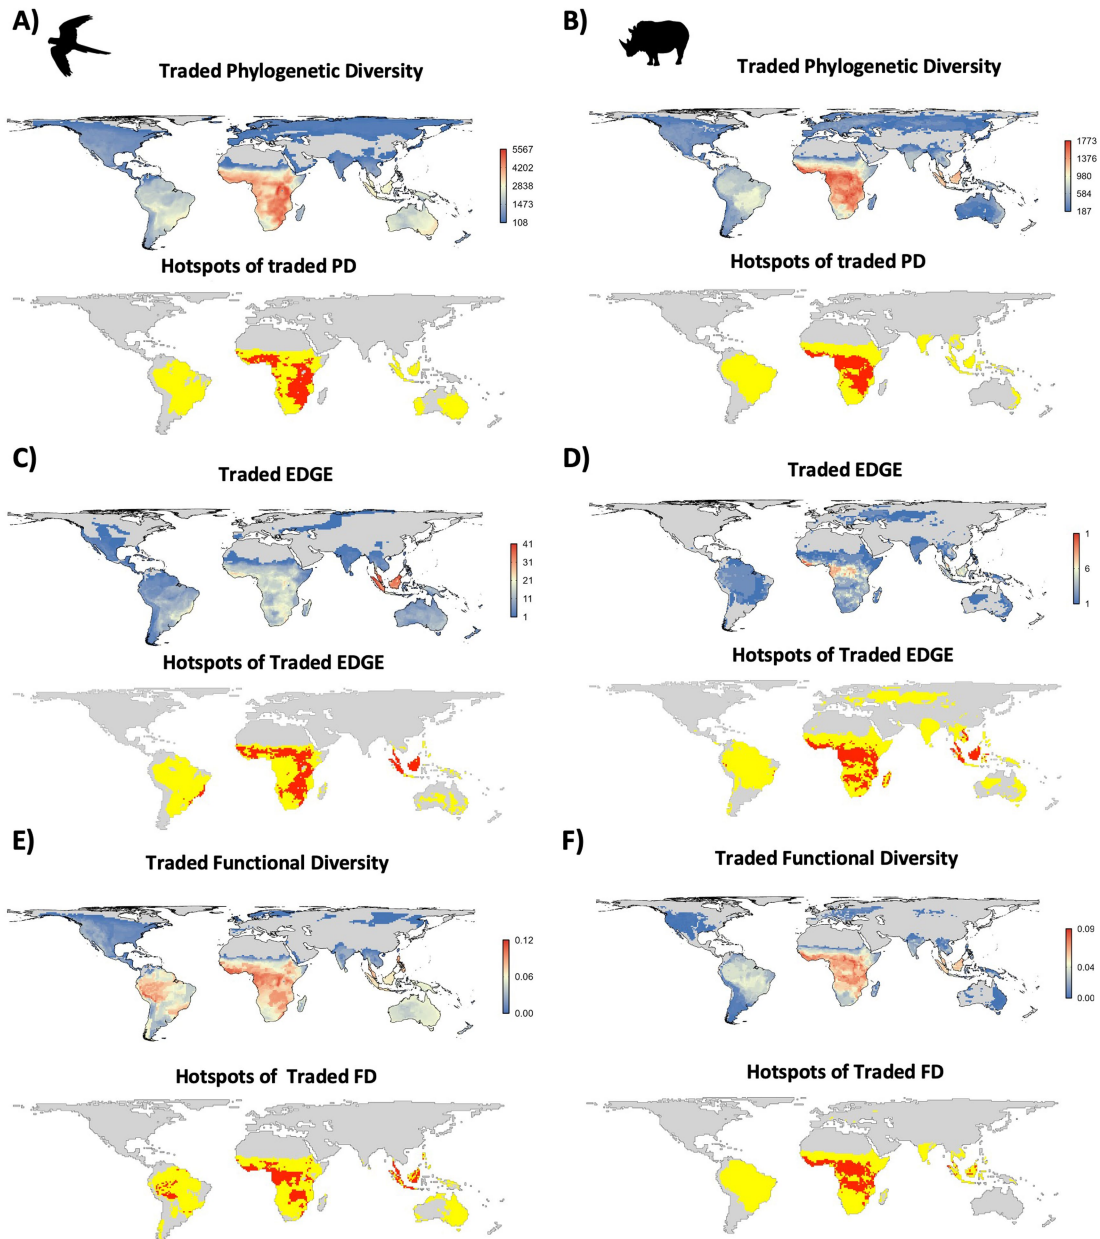 A)
Traded Phylogenetic Diversity
5567
4202
2838
1473
108
Hotspots of traded PD
B)
Traded Phylogenetic Diversity
1773
1376
980
584
187
Hotspots of traded PD
C)
Traded EDGE
41
31
21
11
1
Hotspots of Traded EDGE
D)
Traded EDGE
1
6
1
Hotspots of Traded EDGE
E)
Traded Functional Diversity
0.12
0.06
0.00
Hotspots of Traded FD
F)
Traded Functional Diversity
0.09
0.04
0.00
Hotspots of Traded FD